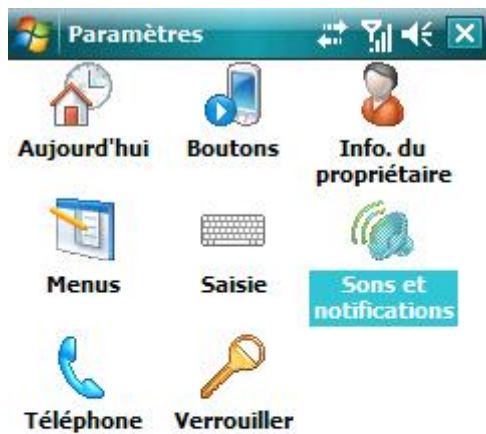 Paramètres
Aujourd'hui
Boutons
Info. du
propriétaire
Menus
Saisie
Sons et
notifications
Téléphone
Verrouiller